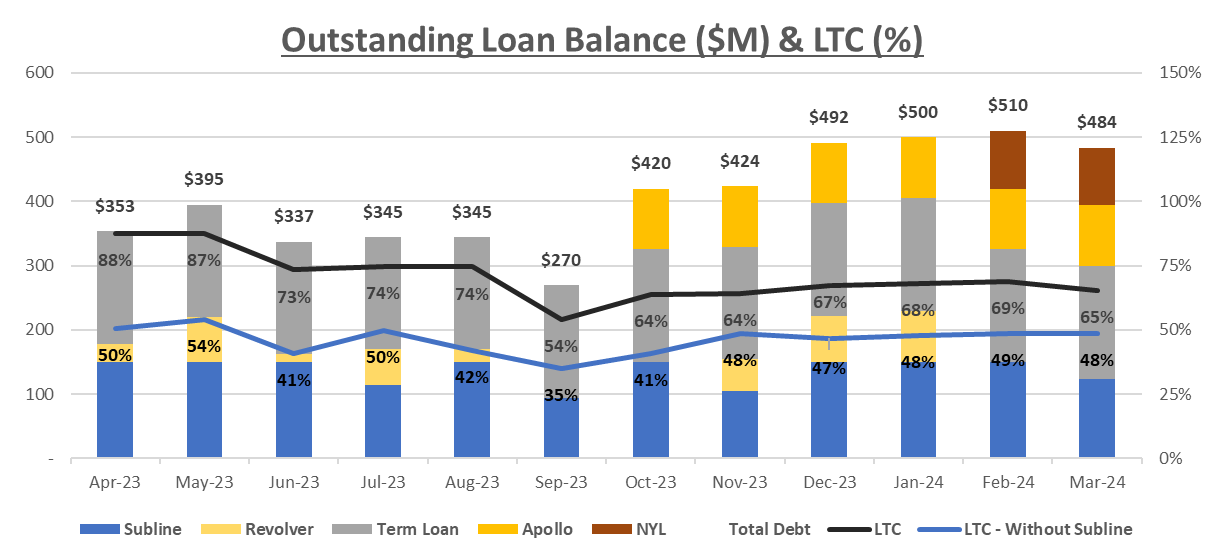 Outstanding Loan Balance ($M) & LTC (%)
600
500
400
300
200
100
-
150%
125%
100%
75%
50%
25%
0%
$353
$395
$337
$345
$345
$270
$420
$424
$492
$500
$510
$484
88%
87%
73%
74%
74%
54%
64%
64%
67%
68%
69%
65%
50%
54%
41%
50%
42%
35%
41%
48%
47%
48%
49%
48%
Apr-23
May-23
Jun-23
Jul-23
Aug-23
Sep-23
Oct-23
Nov-23
Dec-23
Jan-24
Feb-24
Mar-24
Subline
Revolver
Term Loan
Apollo
NYL
Total Debt
LTC
LTC - Without Subline